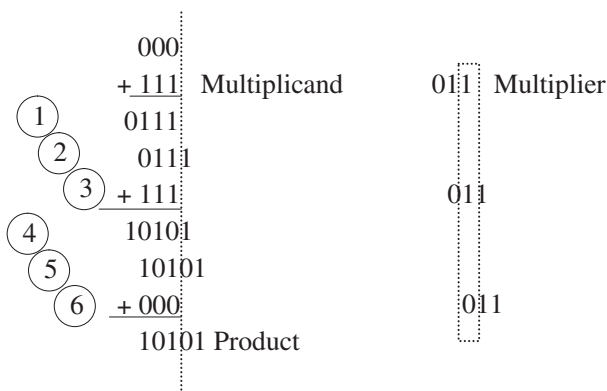 000
+ 111 Multiplicand 011 Multiplier
1 0111
2 0111
3 + 111 011
4 10101
5 10101
6 + 000 011
10101 Product